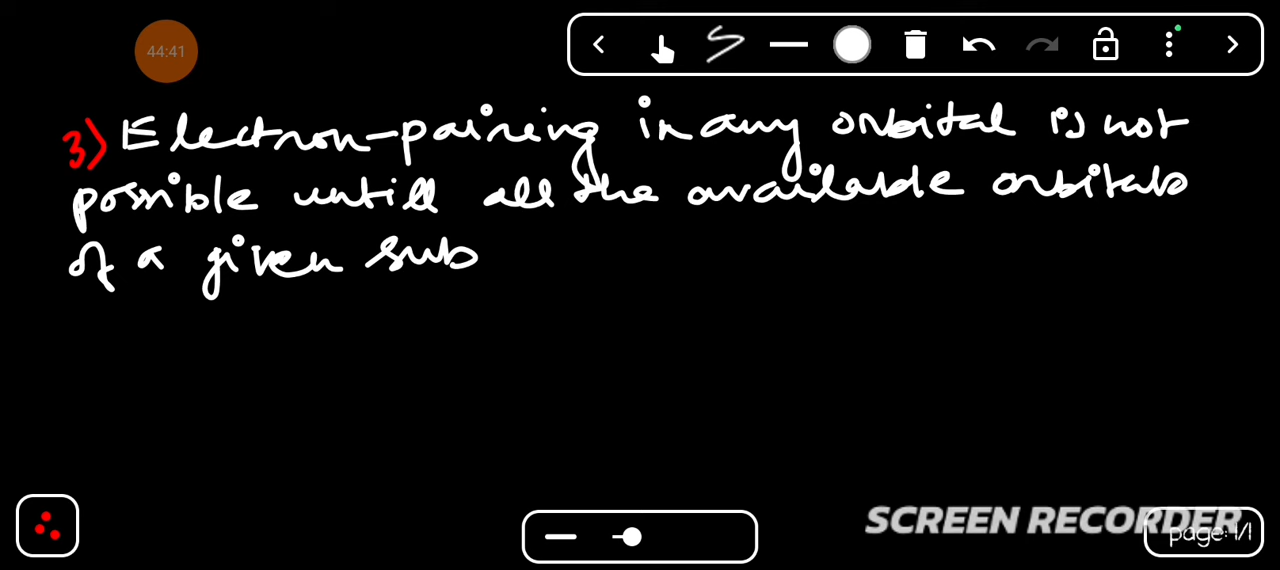 44:41
3) Electron-pairing in any orbital is not
possible untill all the available orbitals
of a given sub
SCREEN RECORDER
page:1/1